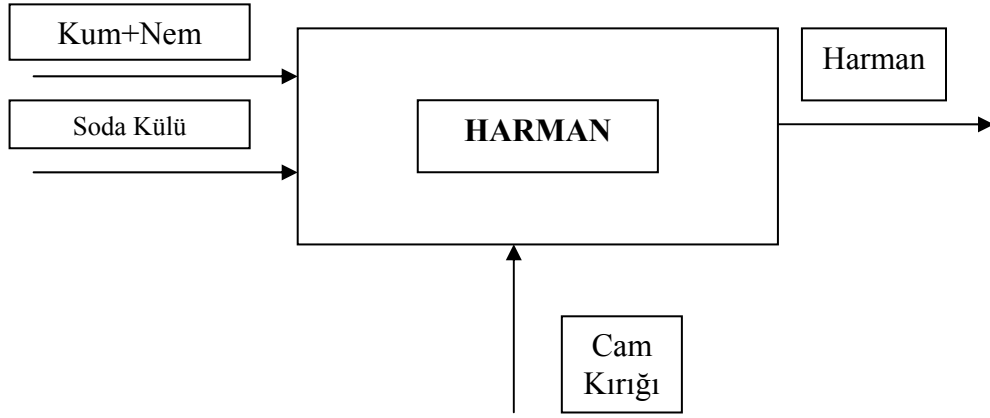 Kum+Nem
Soda Külü
HARMAN
Harman
Cam
Kırığı